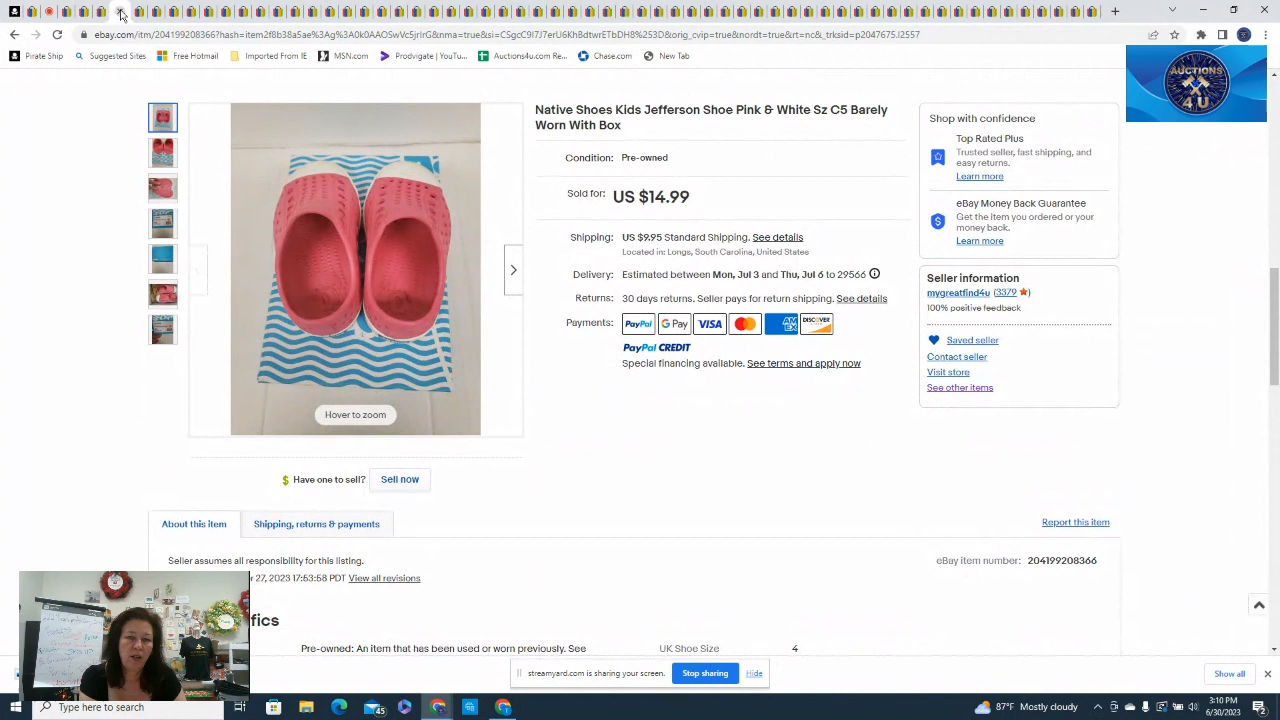 ebay.com/itm/204199208366?hash=item2f8b38a5ae%3Ag%3A0k0AAOSwVc5jrIrG&nma=true&si=CSgcC9I7J7erU6KhBdtwrETbDH8%253D&orig_cvip=true&nordt=true&rt=nc&_trksid=p2047675.l2557
Pirate Ship
Suggested Sites
Free Hotmail
Imported From IE
MSN.com
Prodvigate | YouTu...
Auctions4u.com Re...
Chase.com
New Tab
AUCTIONS
4U
Native Shoes Kids Jefferson Shoe Pink & White Sz C5 Barely
Worn With Box
Condition: Pre-owned
Sold for: US $14.99
Shipping: US $9.95 Standard Shipping. See details
Located in: Longs, South Carolina, United States
Delivery: Estimated between Mon, Jul 3 and Thu, Jul 6 to 29566
Returns: 30 days returns. Seller pays for return shipping. See details
Payments: PayPal G Pay VISA MasterCard AMEX DISCOVER
PayPal CREDIT
Special financing available. See terms and apply now
Shop with confidence
Top Rated Plus
Trusted seller, fast shipping, and
easy returns.
Learn more
eBay Money Back Guarantee
Get the item you ordered or your
money back.
Learn more
Seller information
mygreatfind4u (3379)
100% positive feedback
Saved seller
Contact seller
Visit store
See other items
Hover to zoom
Have one to sell? Sell now
About this item
Shipping, returns & payments
Report this item
Seller assumes all responsibility for this listing.
eBay item number: 204199208366
r 27, 2023 17:53:58 PDT View all revisions
fics
Pre-owned: An item that has been used or worn previously. See
UK Shoe Size 4
streamyard.com is sharing your screen.
Stop sharing
Hide
Show all
Type here to search
45
87°F Mostly cloudy
3:10 PM
6/30/2023
2